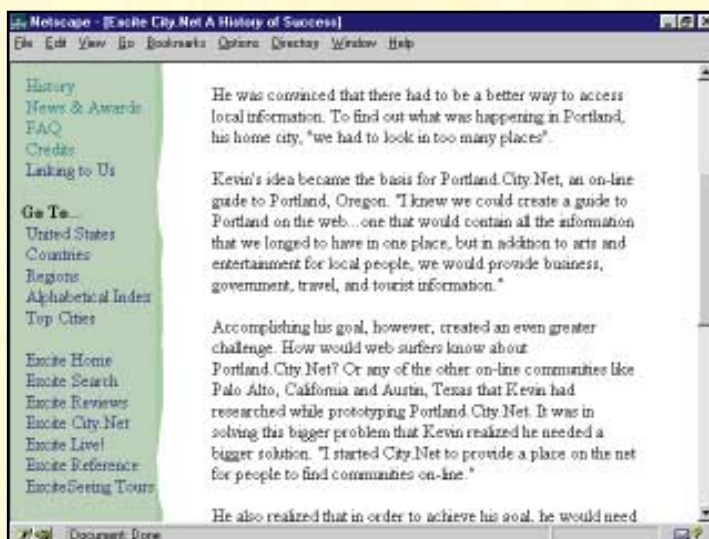 Netscape - [Excite City.Net A History of Success]
File Edit View Go Bookmarks Options Directory Window Help
History
News & Awards
FAQ
Credits
Linking to Us
Go To...
United States
Countries
Regions
Alphabetical Index
Top Cities
Excite Home
Excite Search
Excite Reviews
Excite City.Net
Excite Live!
Excite Reference
ExciteSeeing Tours
He was convinced that there had to be a better way to access
local information. To find out what was happening in Portland,
his home city, "we had to look in too many places".
Kevin's idea became the basis for Portland.City.Net, an on-line
guide to Portland, Oregon. "I knew we could create a guide to
Portland on the web...one that would contain all the information
that we longed to have in one place, but in addition to arts and
entertainment for local people, we would provide business,
government, travel, and tourist information."
Accomplishing his goal, however, created an even greater
challenge. How would web surfers know about
Portland.City.Net? Or any of the other on-line communities like
Palo Alto, California and Austin, Texas that Kevin had
researched while prototyping Portland.City.Net. It was in
solving this bigger problem that Kevin realized he needed a
bigger solution. "I started City.Net to provide a place on the net
for people to find communities on-line."
He also realized that in order to achieve his goal, he would need
Document: Done